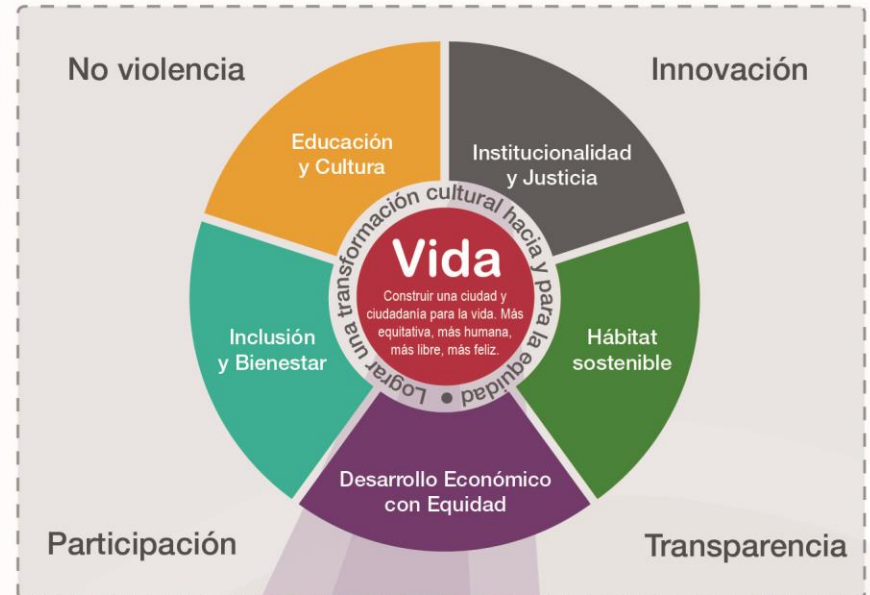 No violencia
Innovación
Educación
y Cultura
Institucionalidad
y Justicia
Lograr una transformación cultural hacia y para la equidad •
Vida
Construir una ciudad y
ciudadanía para la vida. Más
equitativa, más humana,
más libre, más feliz.
Inclusión
y Bienestar
Hábitat
sostenible
Desarrollo Económico
con Equidad
Participación
Transparencia